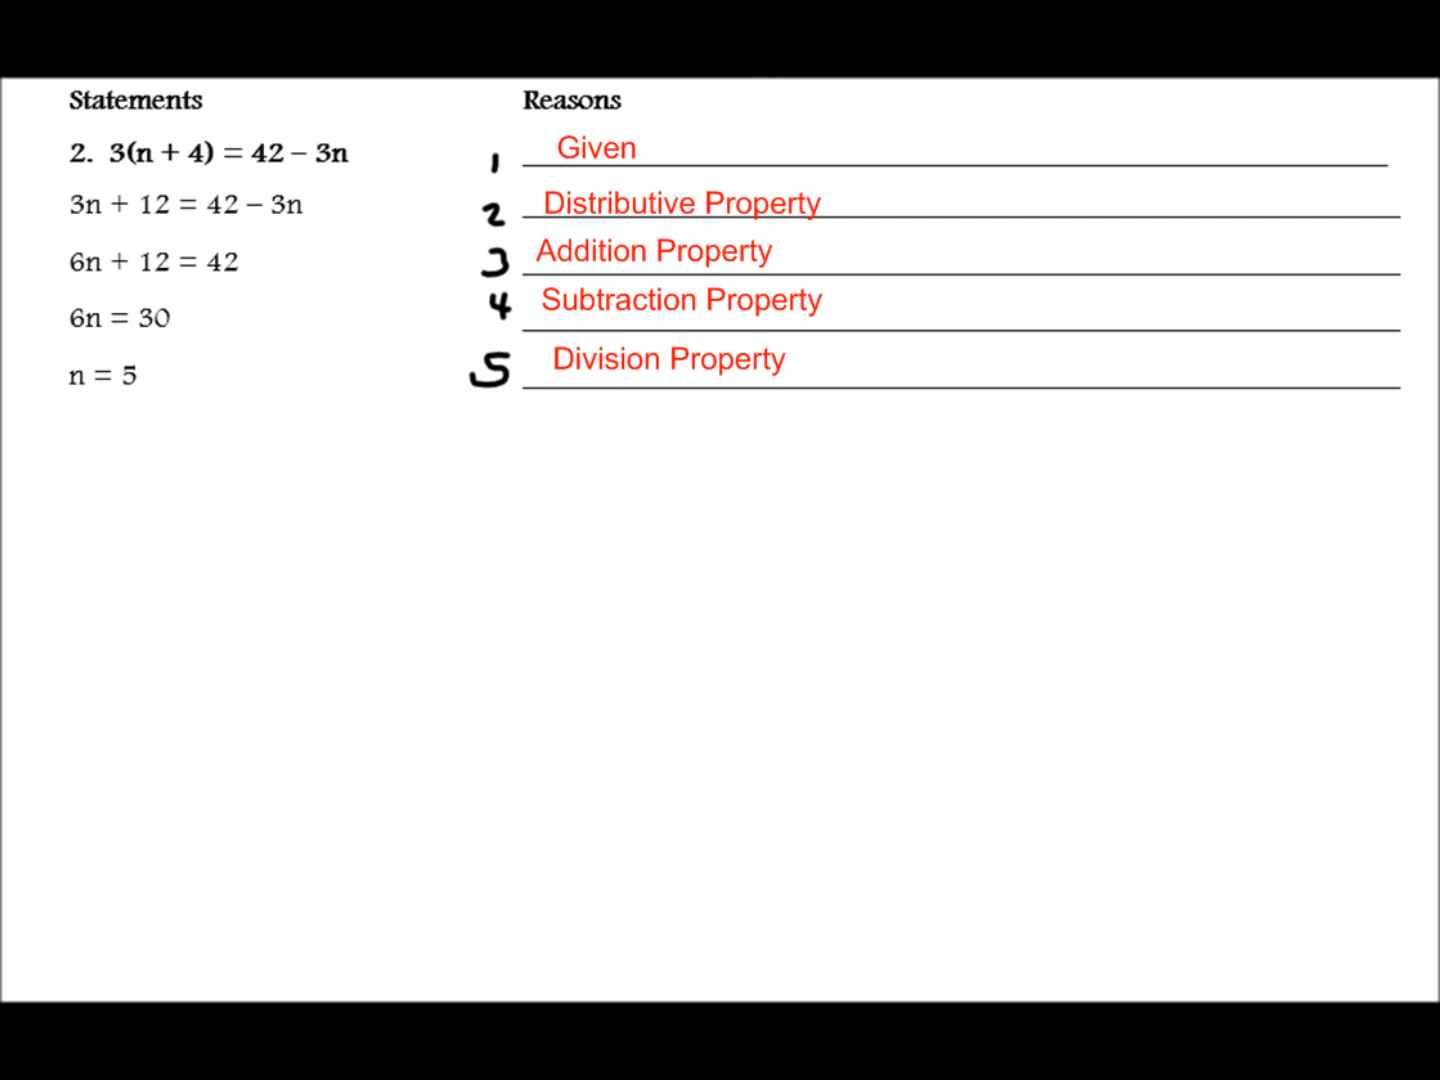 Statements Reasons
2. 3(n + 4) = 42 – 3n 1 Given
3n + 12 = 42 – 3n 2 Distributive Property
6n + 12 = 42 3 Addition Property
6n = 30 4 Subtraction Property
n = 5 5 Division Property